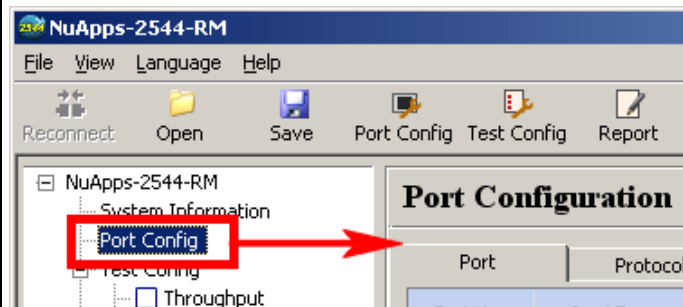 NuApps-2544-RM
File View Language Help
Reconnect Open Save Port Config Test Config Report
NuApps-2544-RM
System Information
Port Config
Test Config
Throughput
Port Configuration
Port Protocol